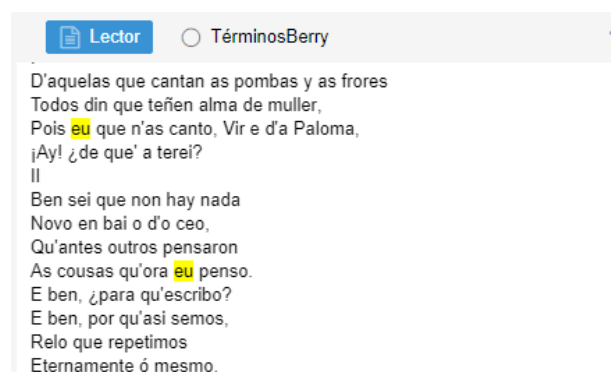 Lector
TérminosBerry
D'aquelas que cantan as pombas y as frores
Todos din que teñen alma de muller,
Pois eu que n'as canto, Vir e d'a Paloma,
¡Ay! ¿de que' a terei?
II
Ben sei que non hay nada
Novo en bai o d'o ceo,
Qu'antes outros pensaron
As cousas qu'ora eu penso.
E ben, ¿para qu'escribo?
E ben, por qu'asi semos,
Relo que repetimos
Eternamente ó mesmo.